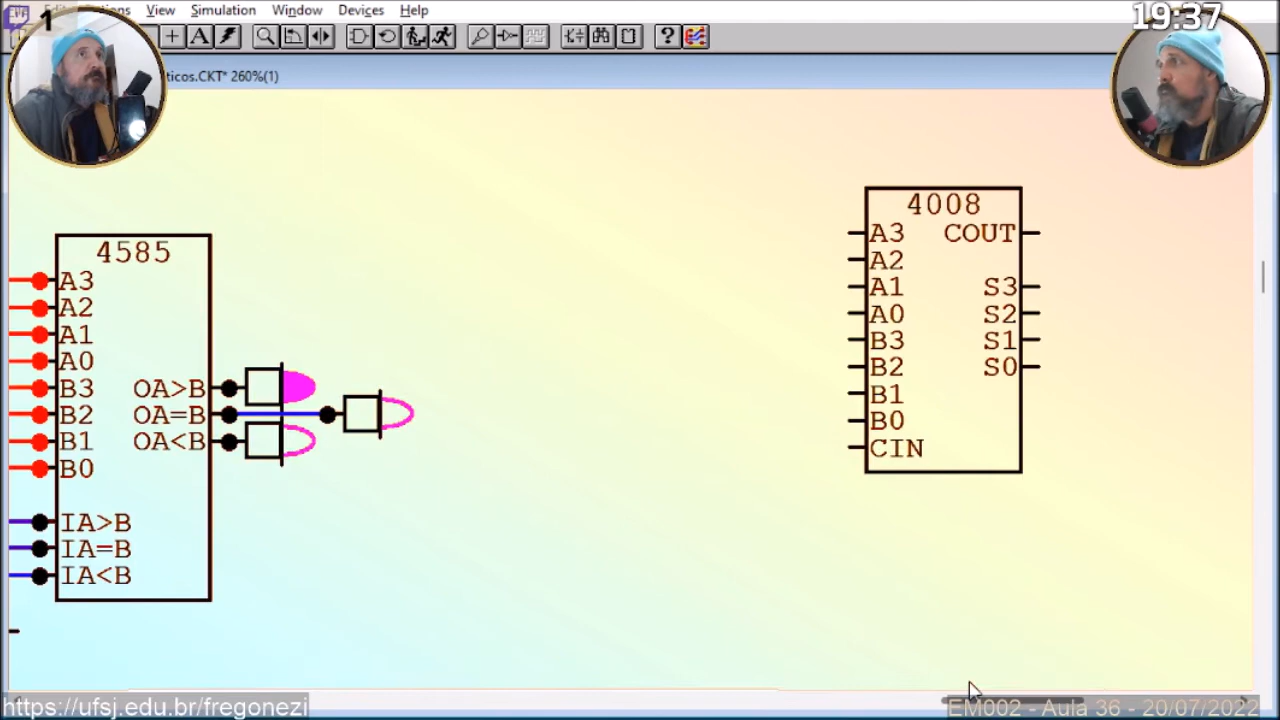 1
19:37
View Simulation Window Devices Help
A
?
ticos.CKT* 260%(1)
4585
A3
A2
A1
A0
B3 OA>B
B2 OA=B
B1 OA<B
B0
IA>B
IA=B
IA<B
4008
A3 COUT
A2
A1 S3
A0 S2
B3 S1
B2 S0
B1
B0
CIN
https://ufsj.edu.br/fregonezi
EM002 - Aula 36 - 20/07/2022